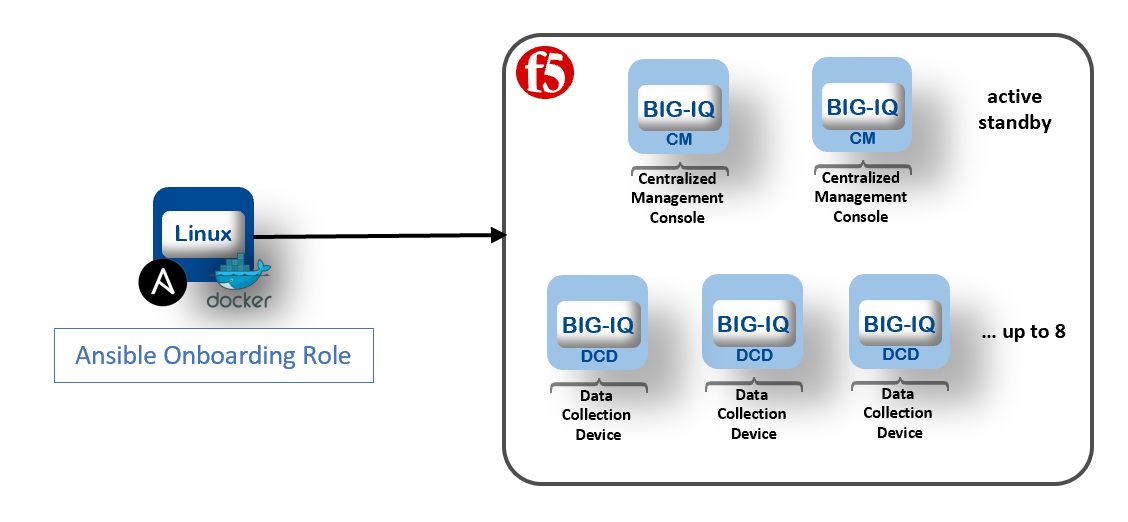 f5
BIG-IQ
CM
Centralized
Management
Console
BIG-IQ
CM
Centralized
Management
Console
active
standby
Linux
docker
Ansible Onboarding Role
BIG-IQ
DCD
Data
Collection
Device
BIG-IQ
DCD
Data
Collection
Device
BIG-IQ
DCD
Data
Collection
Device
... up to 8